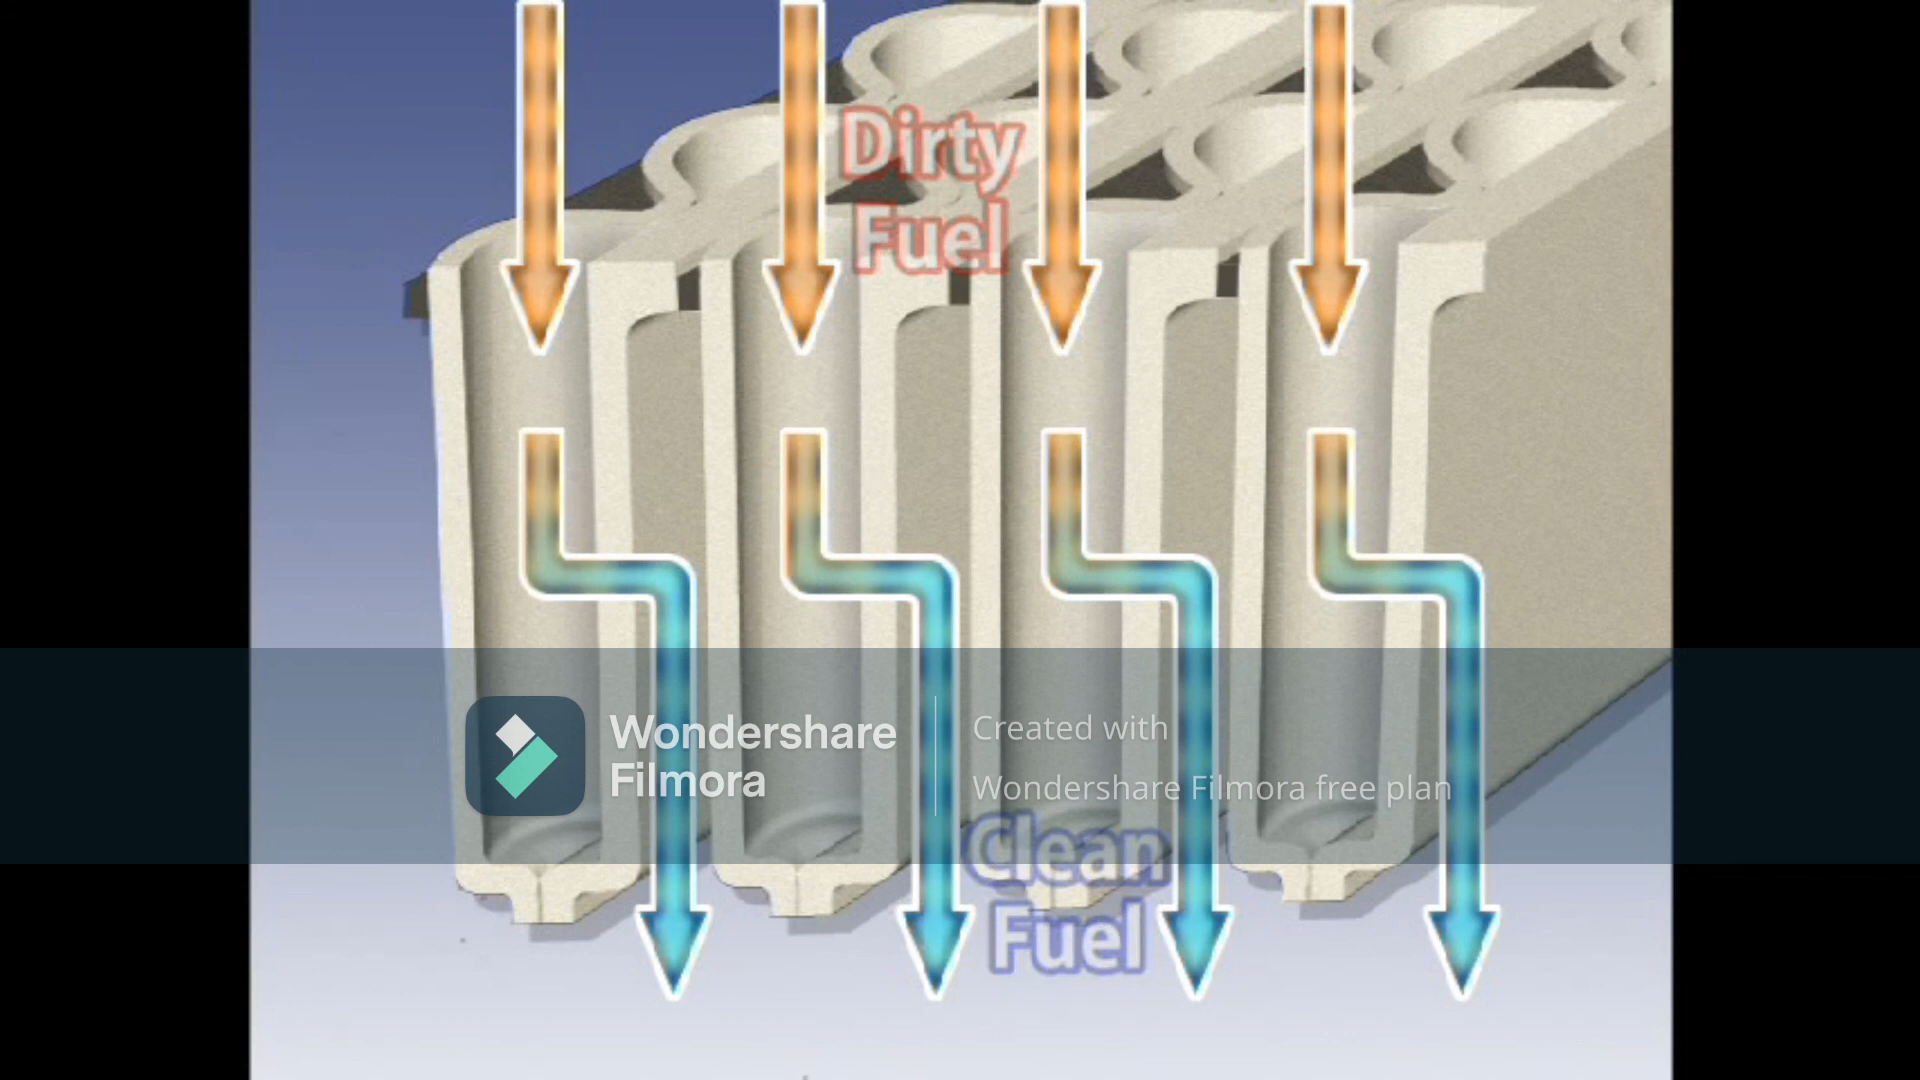 Dirty
Fuel
Wondershare
Filmora
Created with
Wondershare Filmora free plan
Clean
Fuel